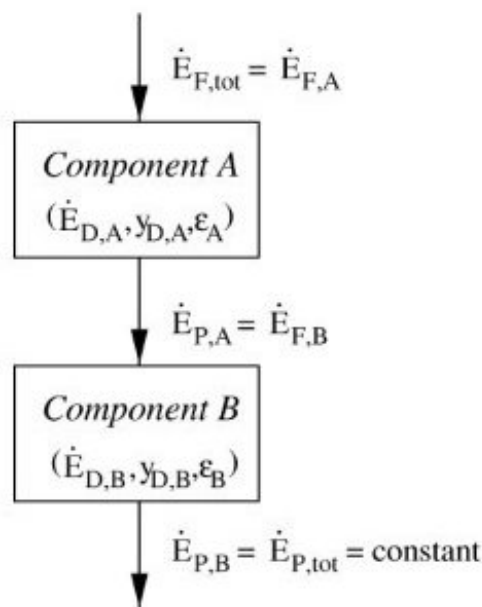 Ė_F,tot = Ė_F,A
Component A
(Ė_D,A, y_D,A, ε_A)
Ė_P,A = Ė_F,B
Component B
(Ė_D,B, y_D,B, ε_B)
Ė_P,B = Ė_P,tot = constant